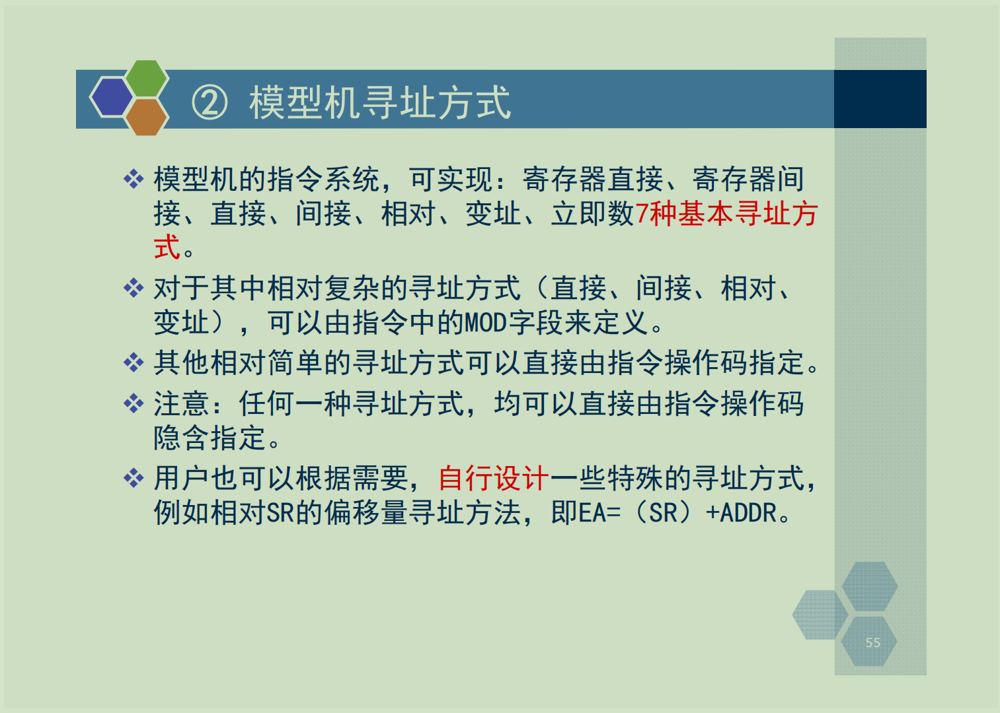 ② 模型机寻址方式
模型机的指令系统，可实现：寄存器直接、寄存器间
接、直接、间接、相对、变址、立即数7种基本寻址方
式。
对于其中相对复杂的寻址方式（直接、间接、相对、
变址），可以由指令中的MOD字段来定义。
其他相对简单的寻址方式可以直接由指令操作码指定。
注意：任何一种寻址方式，均可以直接由指令操作码
隐含指定。
用户也可以根据需要，自行设计一些特殊的寻址方式，
例如相对SR的偏移量寻址方法，即EA=（SR）+ADDR。
55